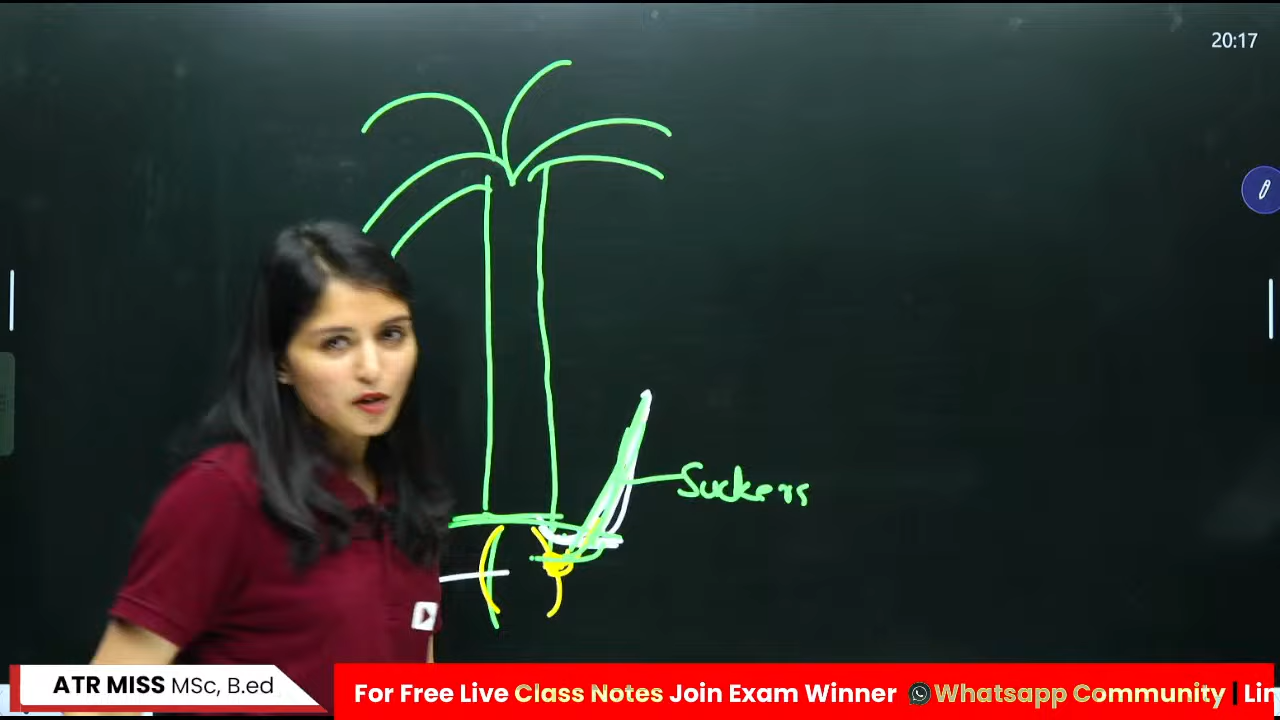 20:17
Suckers
ATR MISS MSc, B.ed
For Free Live Class Notes Join Exam Winner Whatsapp Community | Lin